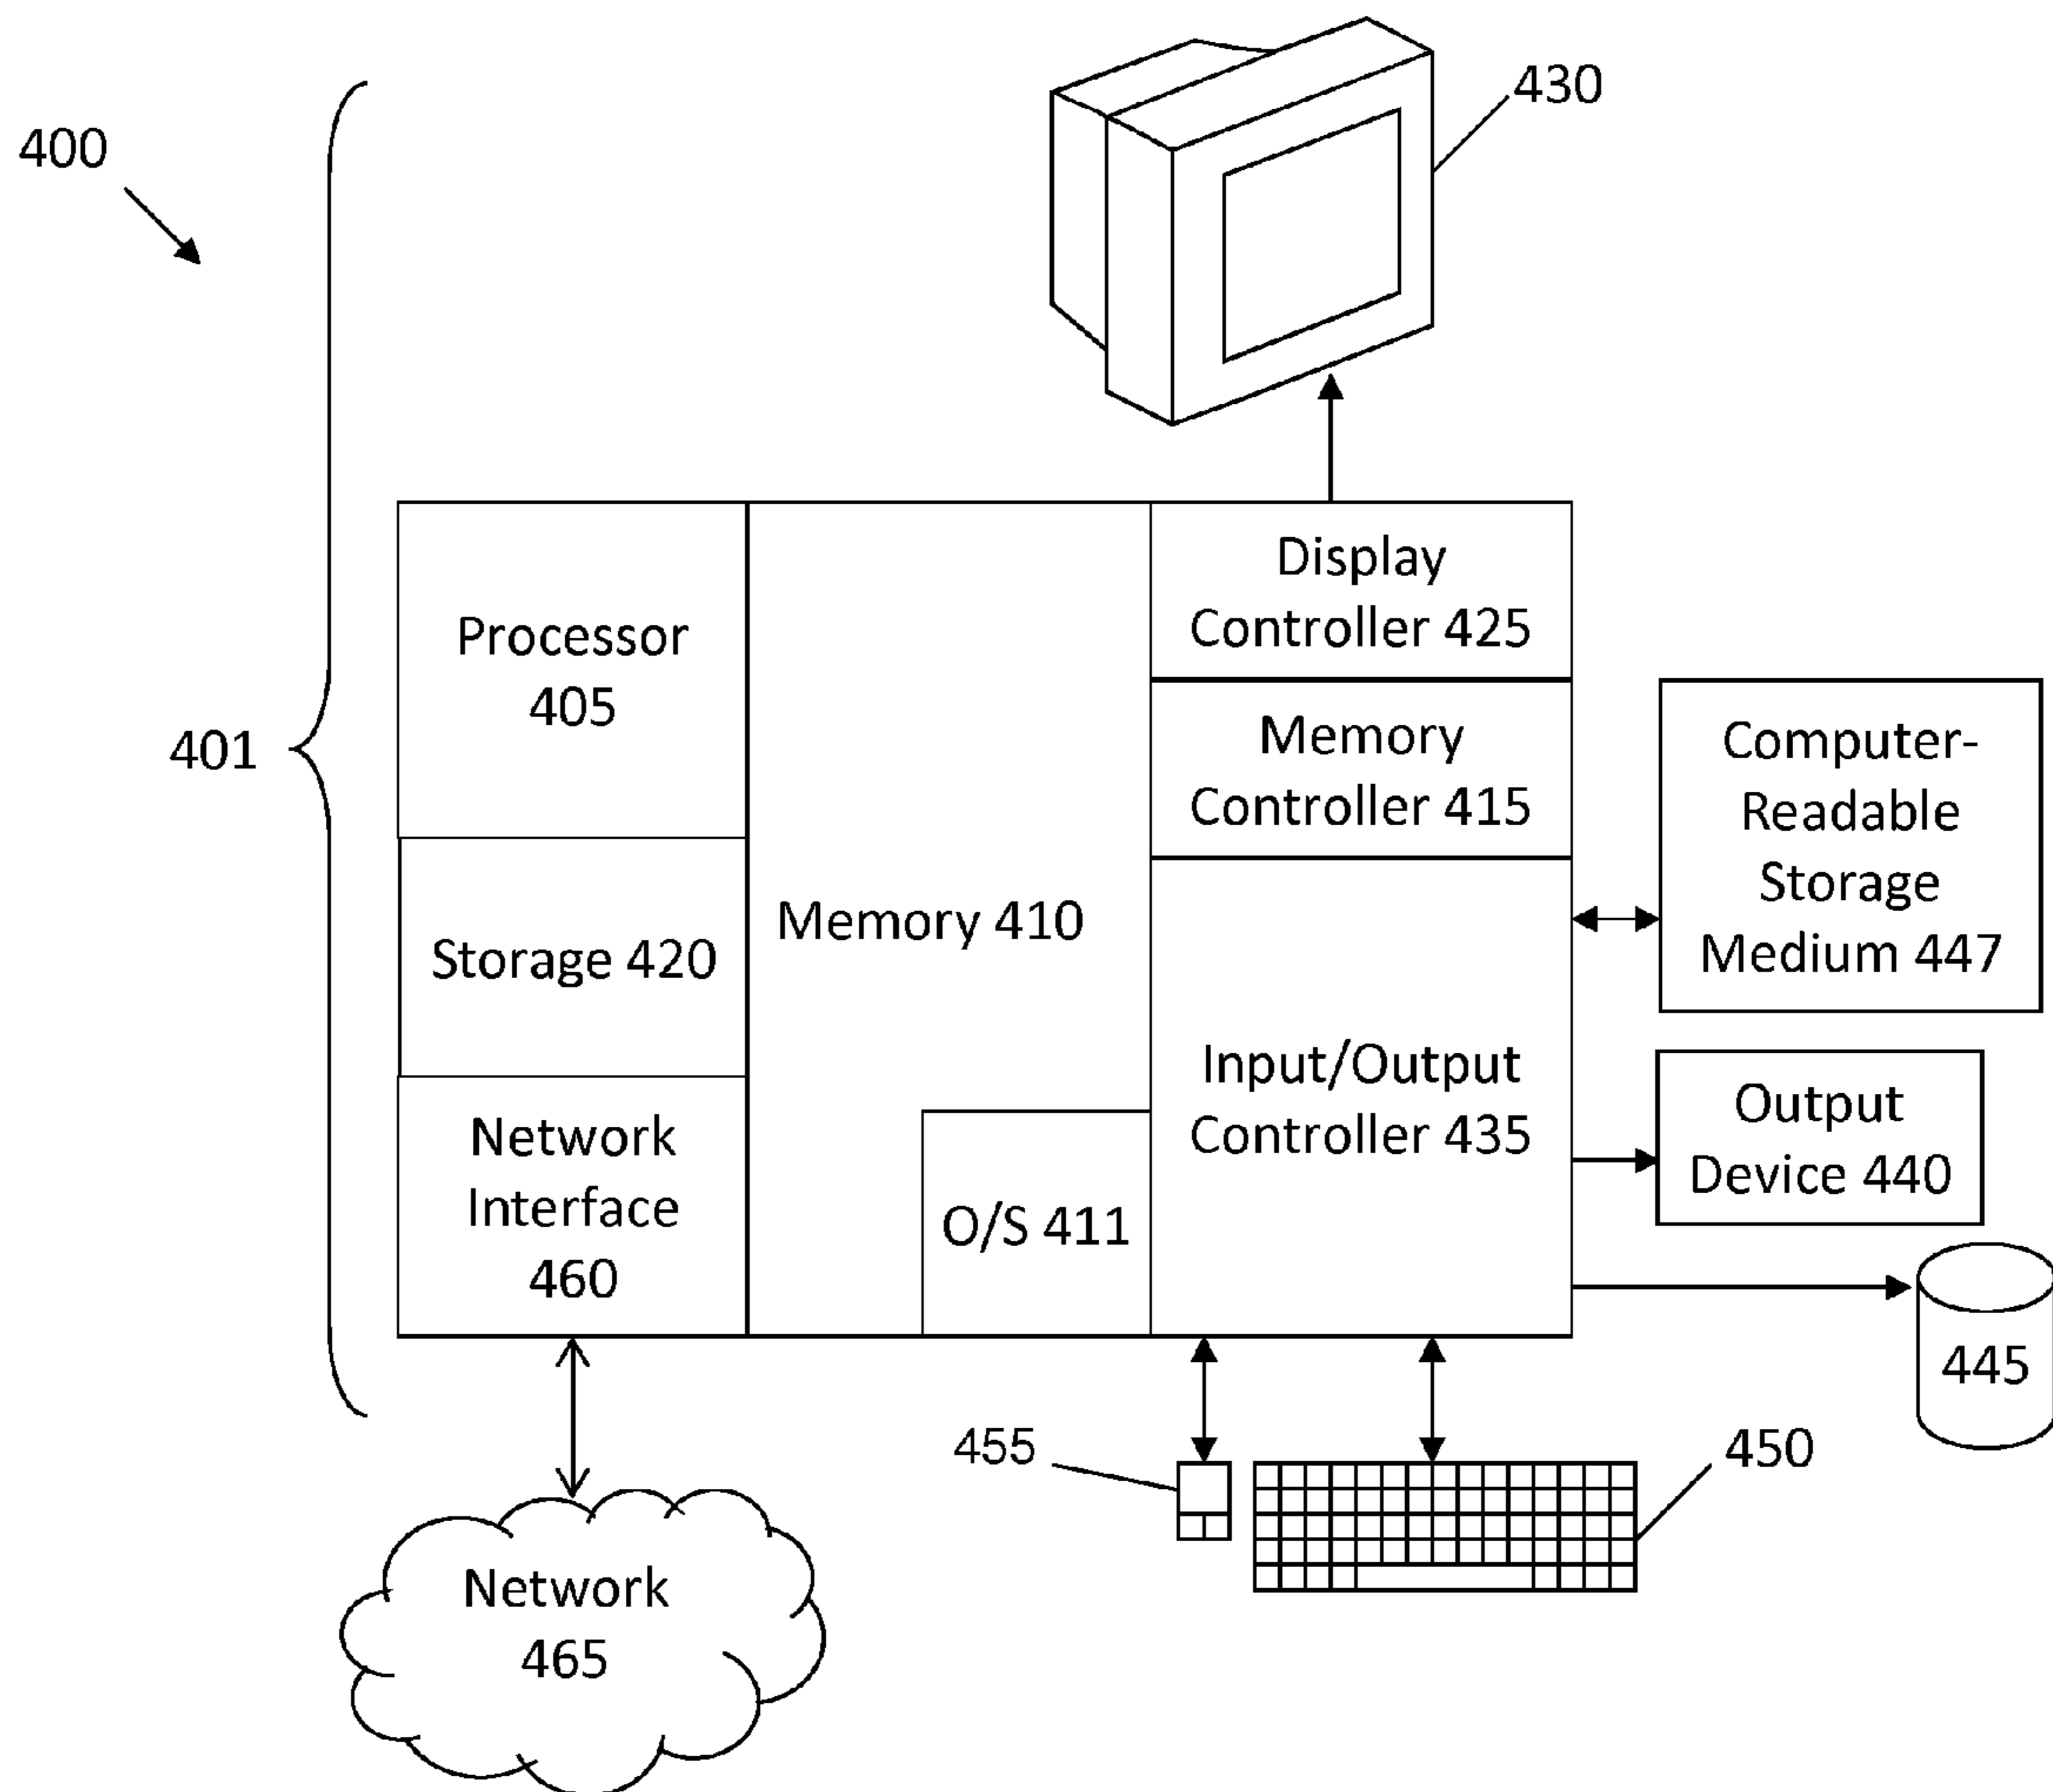 430
400
Display
Controller 425
Processor
405
Memory
Controller 415
401
Computer-
Readable
Storage
Medium 447
Memory 410
Storage 420
Input/Output
Controller 435
Output
Device 440
Network
Interface
460
O/S 411
445
455
450
Network
465